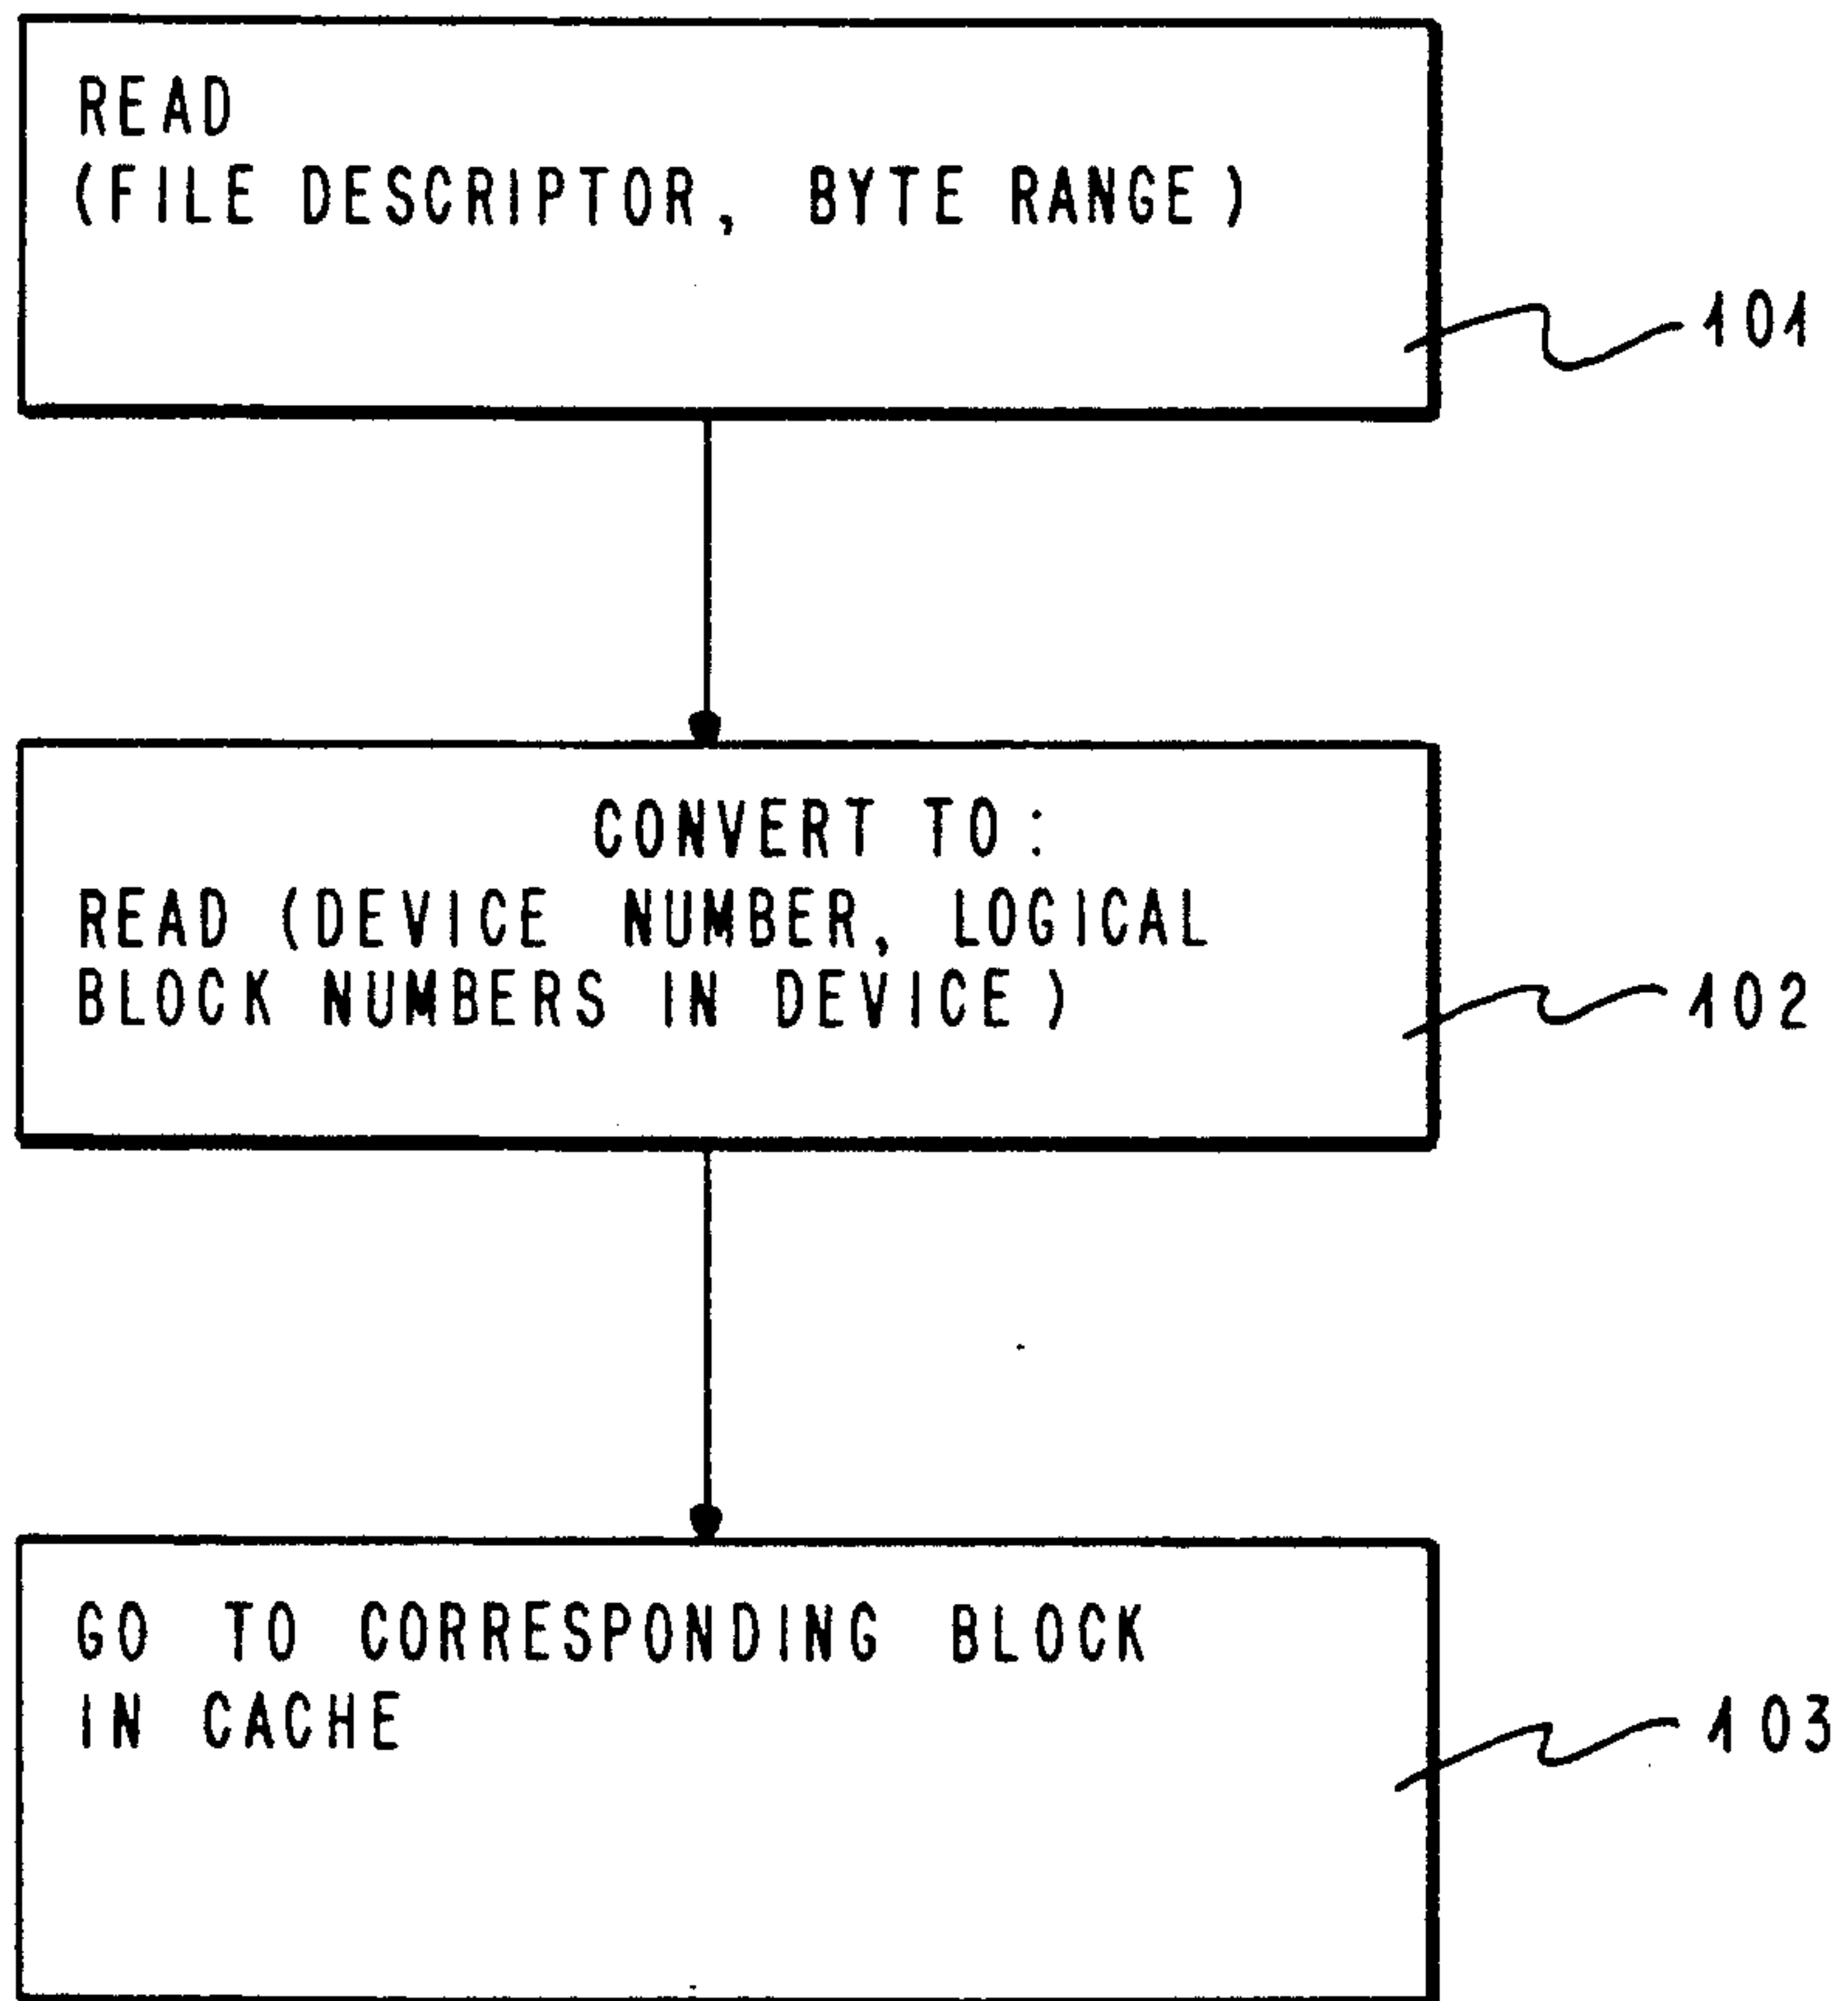 READ
(FILE DESCRIPTOR, BYTE RANGE)
101
CONVERT TO:
READ (DEVICE NUMBER, LOGICAL
BLOCK NUMBERS IN DEVICE)
102
GO TO CORRESPONDING BLOCK
IN CACHE
103